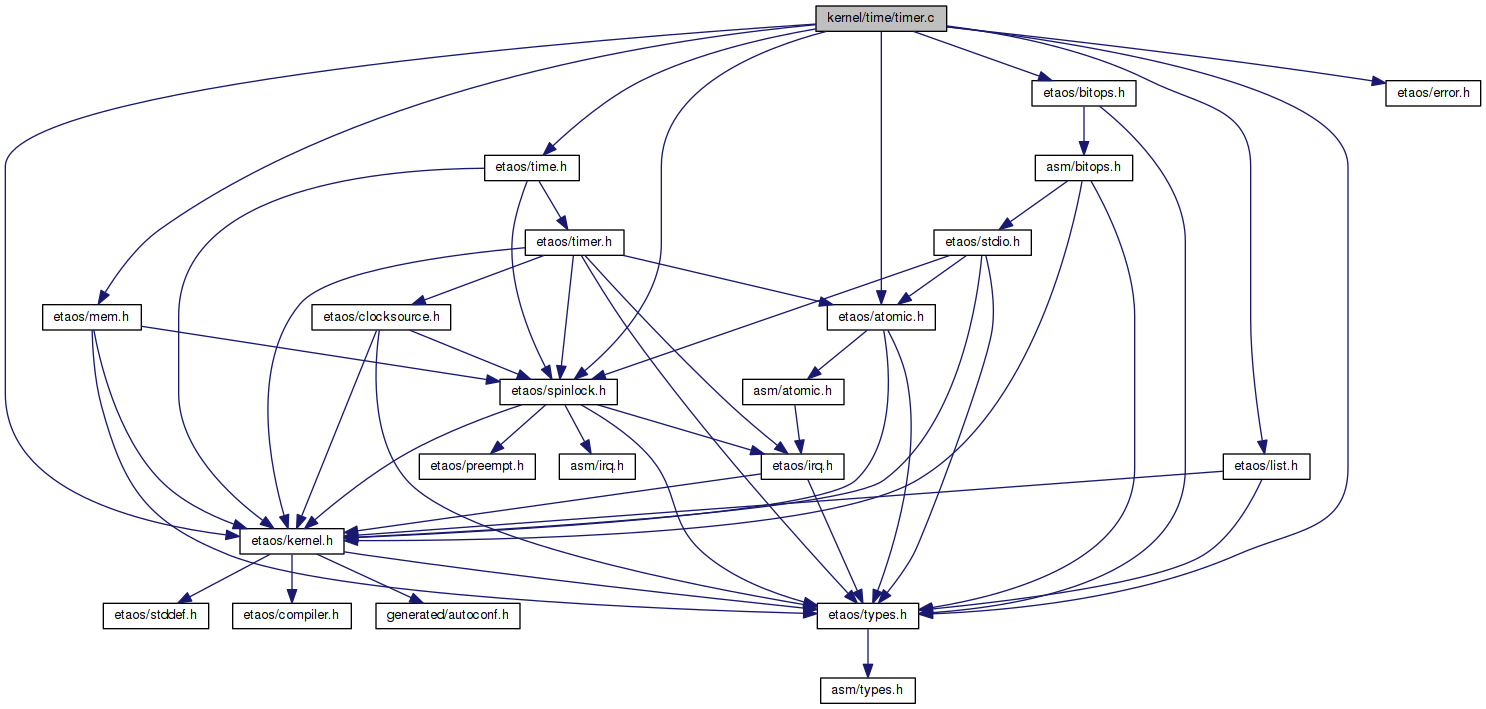 kernel/time/timer.c
etaos/bitops.h
etaos/error.h
etaos/time.h
asm/bitops.h
etaos/timer.h
etaos/stdio.h
etaos/mem.h
etaos/clocksource.h
etaos/atomic.h
etaos/spinlock.h
asm/atomic.h
etaos/preempt.h
asm/irq.h
etaos/irq.h
etaos/list.h
etaos/kernel.h
etaos/stddef.h
etaos/compiler.h
generated/autoconf.h
etaos/types.h
asm/types.h